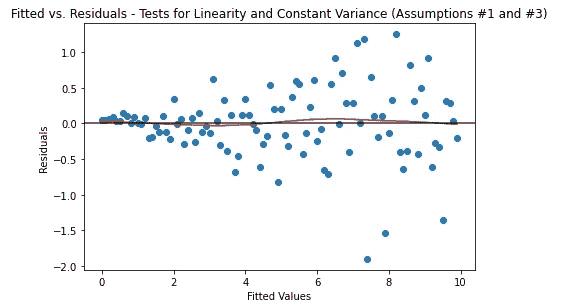 Fitted vs. Residuals - Tests for Linearity and Constant Variance (Assumptions #1 and #3)
1.0
0.5
0.0
−0.5
−1.0
−1.5
−2.0
Residuals
0 2 4 6 8 10
Fitted Values